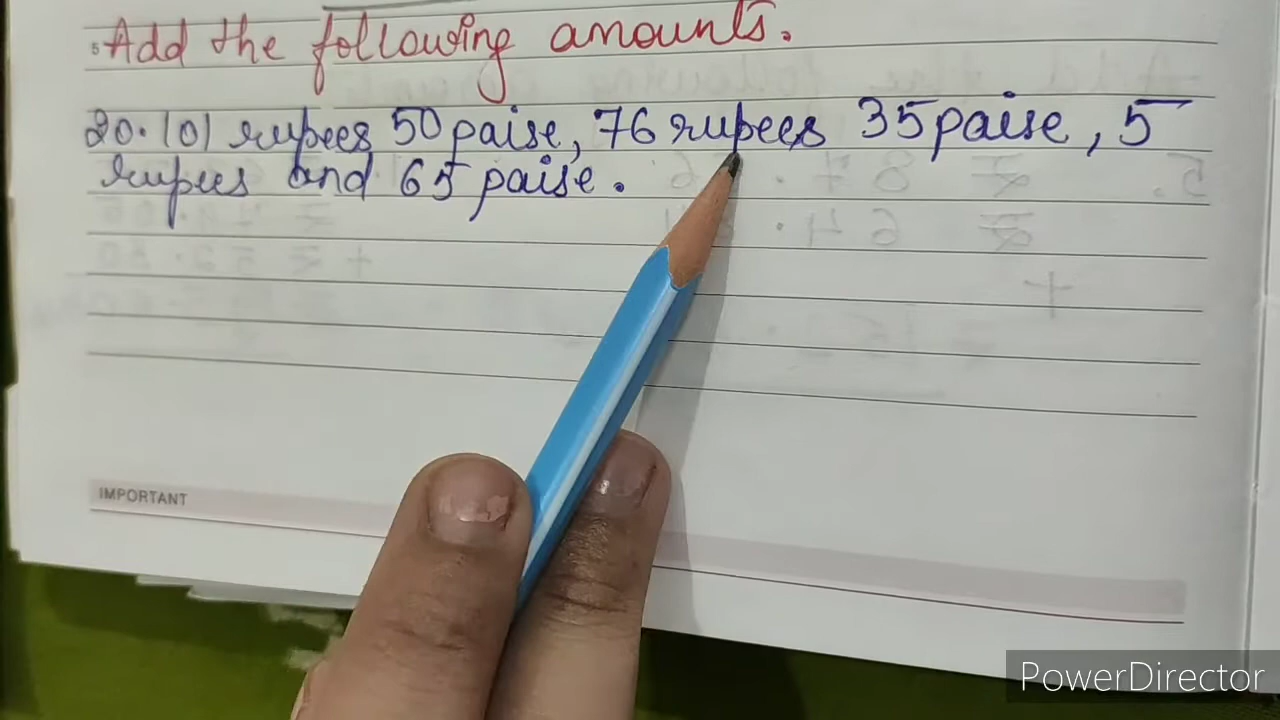 Add the following amounts.
20. 101 rupees 50 paise, 76 rupees 35 paise, 5
rupees and 65 paise.
IMPORTANT
PowerDirector